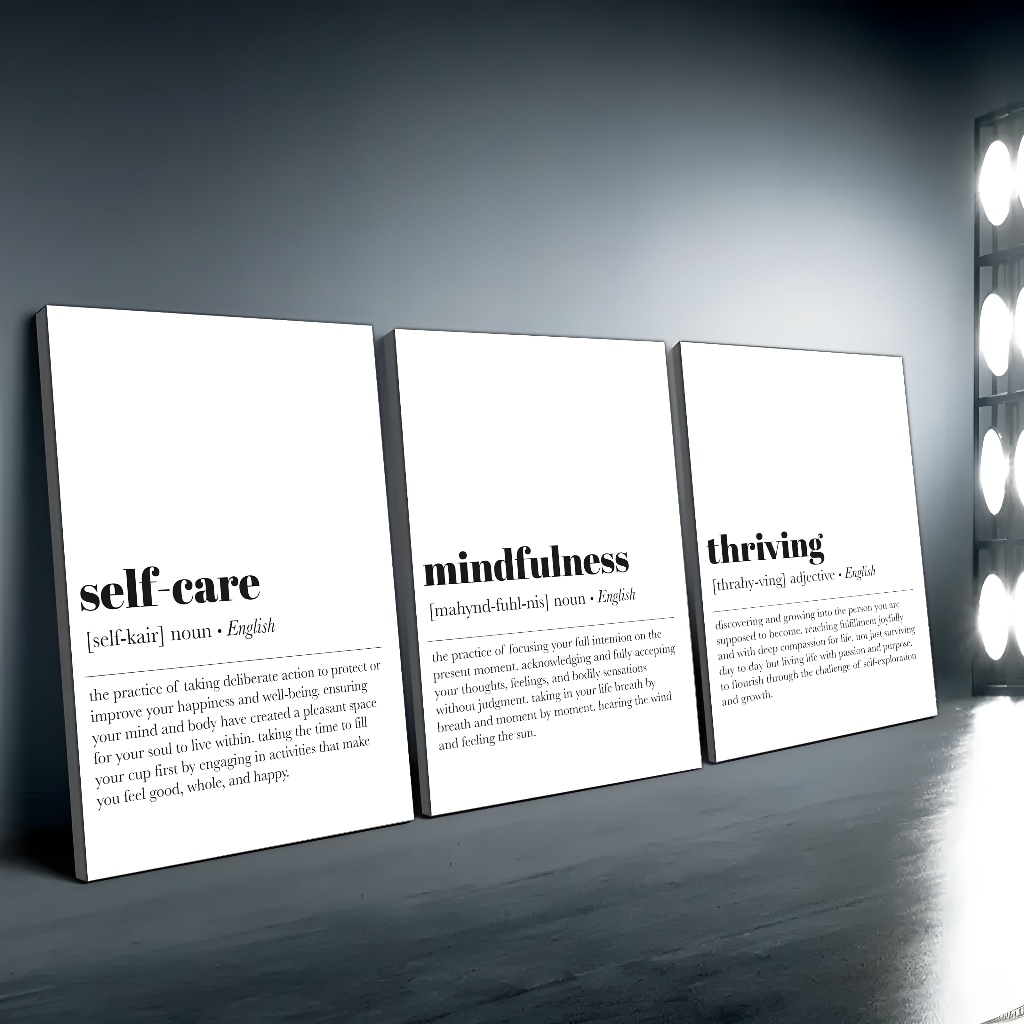 self-care
[self-kair] noun • English
the practice of taking deliberate action to protect or
improve your happiness and well-being. ensuring
your mind and body have created a pleasant space
for your soul to live within. taking the time to fill
your cup first by engaging in activities that make
you feel good, whole, and happy.
mindfulness
[mahynd-fuhl-nis] noun • English
the practice of focusing your full intention on the
present moment. acknowledging and fully accepting
your thoughts, feelings, and bodily sensations
without judgment. taking in your life breath by
breath and moment by moment. hearing the wind
and feeling the sun.
thriving
[thrahy-ving] adjective • English
discovering and growing into the person you are
supposed to become. reaching fulfillment joyfully
and with deep compassion for life. not just surviving
day to day but living life with passion and purpose.
to flourish through the challenge of self-exploration
and growth.